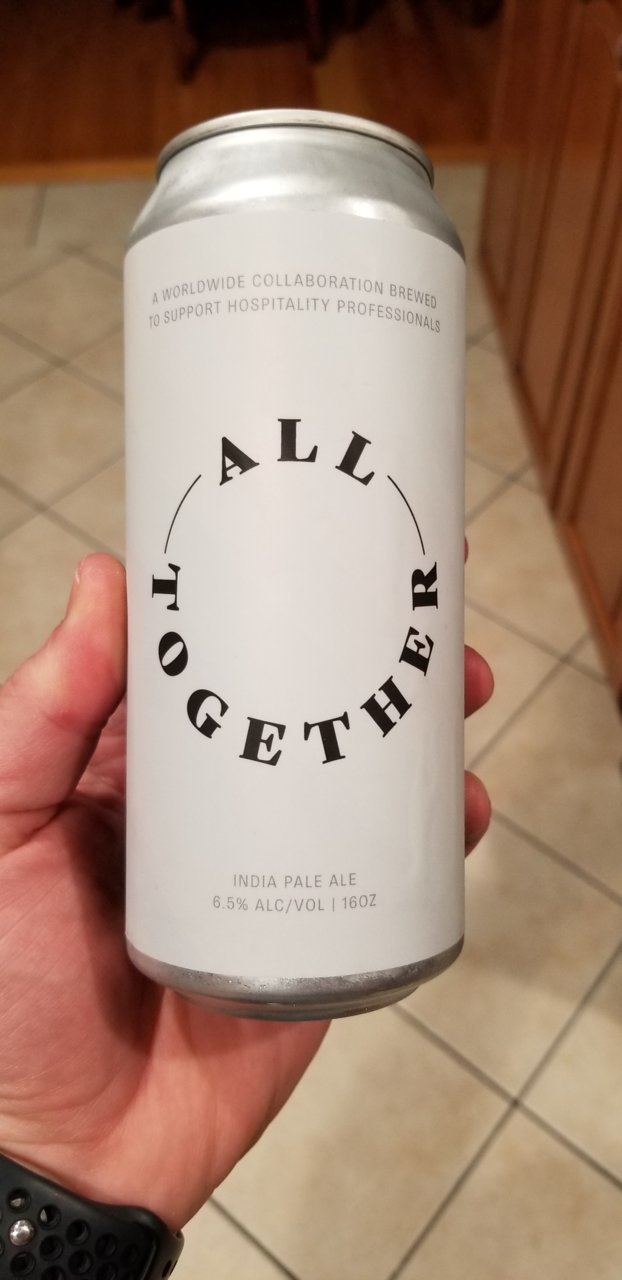 A WORLDWIDE COLLABORATION BREWED
TO SUPPORT HOSPITALITY PROFESSIONALS
ALL
TOGETHER
INDIA PALE ALE
6.5% ALC/VOL | 16OZ